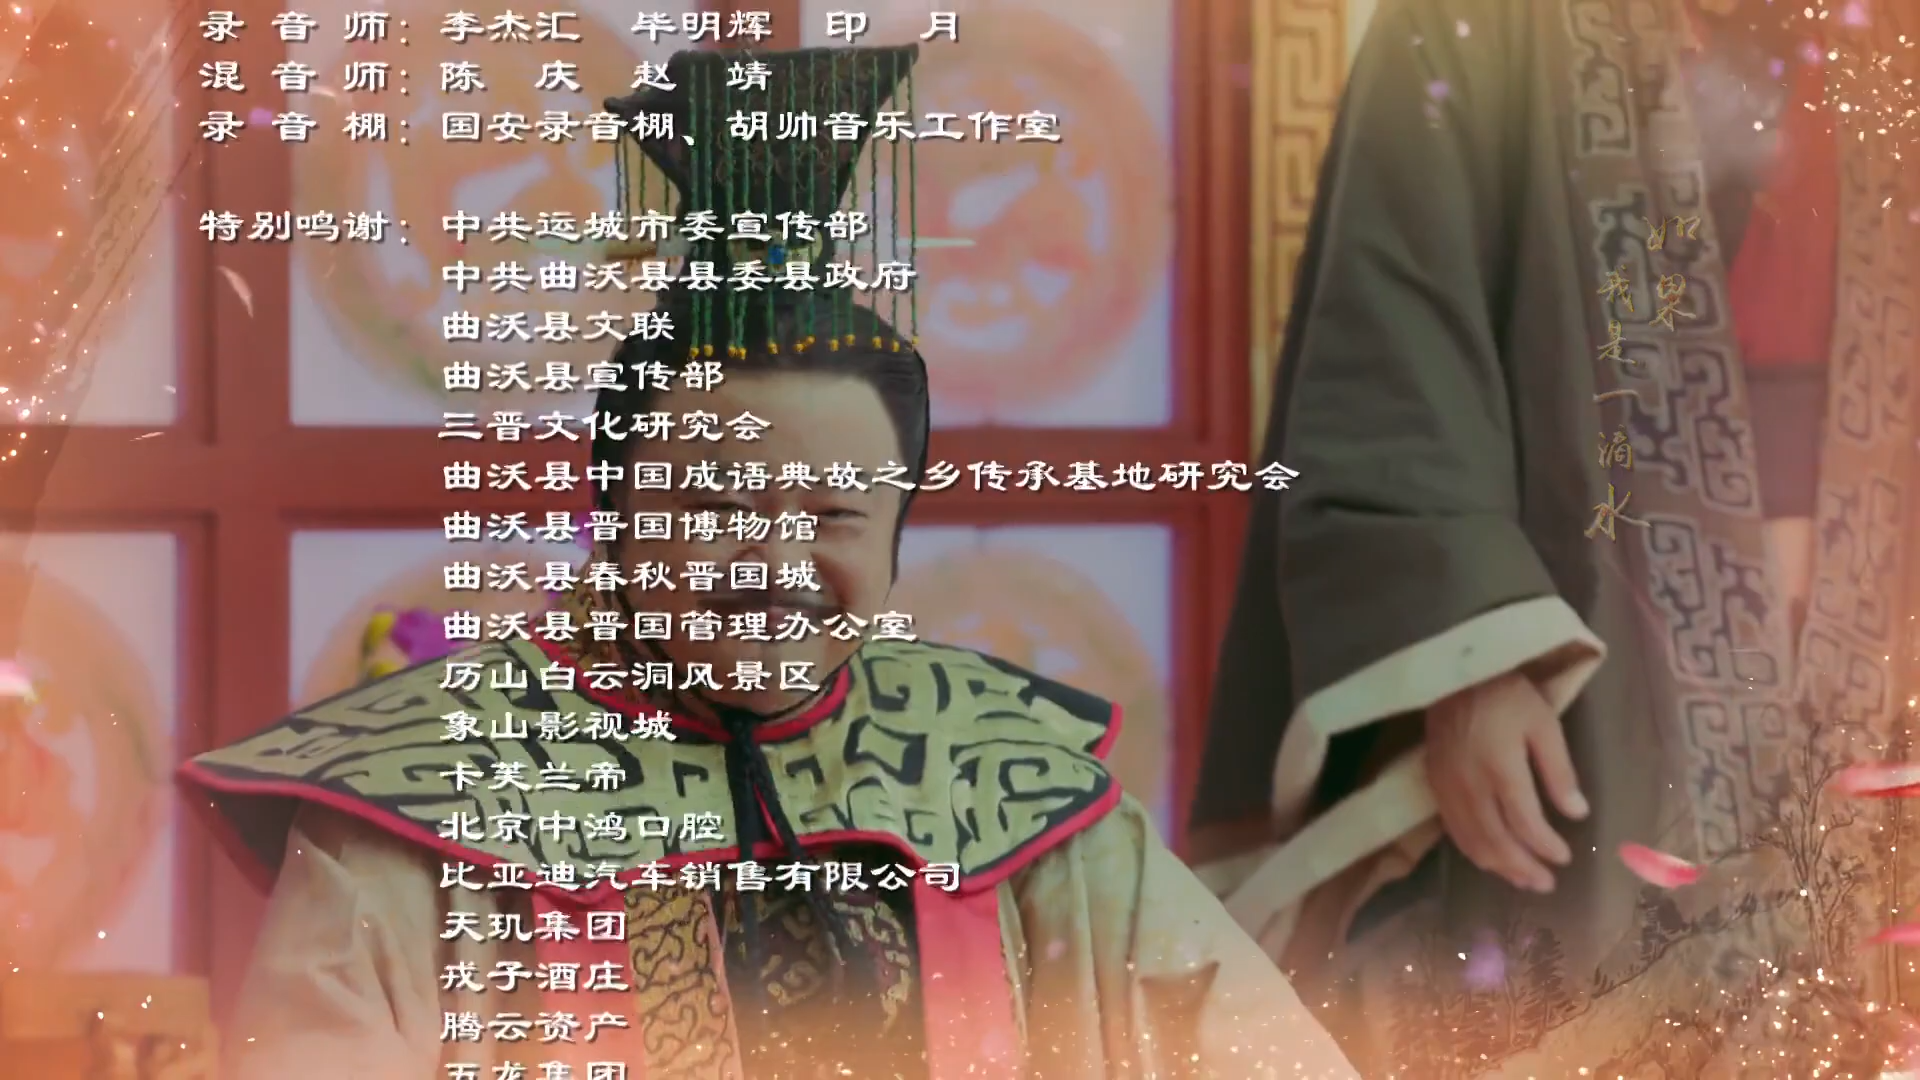 录音师：李杰汇 毕明辉 印月
混音师：陈庆 赵靖
录音棚：国安录音棚、胡帅音乐工作室
特别鸣谢：中共运城市委宣传部
中共曲沃县县委县政府
曲沃县文联
曲沃县宣传部
三晋文化研究会
曲沃县中国成语典故之乡传承基地研究会
曲沃县晋国博物馆
曲沃县春秋晋国城
曲沃县晋国管理办公室
历山白云洞风景区
象山影视城
卡芙兰帝
北京中鸿口腔
比亚迪汽车销售有限公司
天玑集团
戎子酒庄
腾云资产
五龙集团
如果
我是一滴水